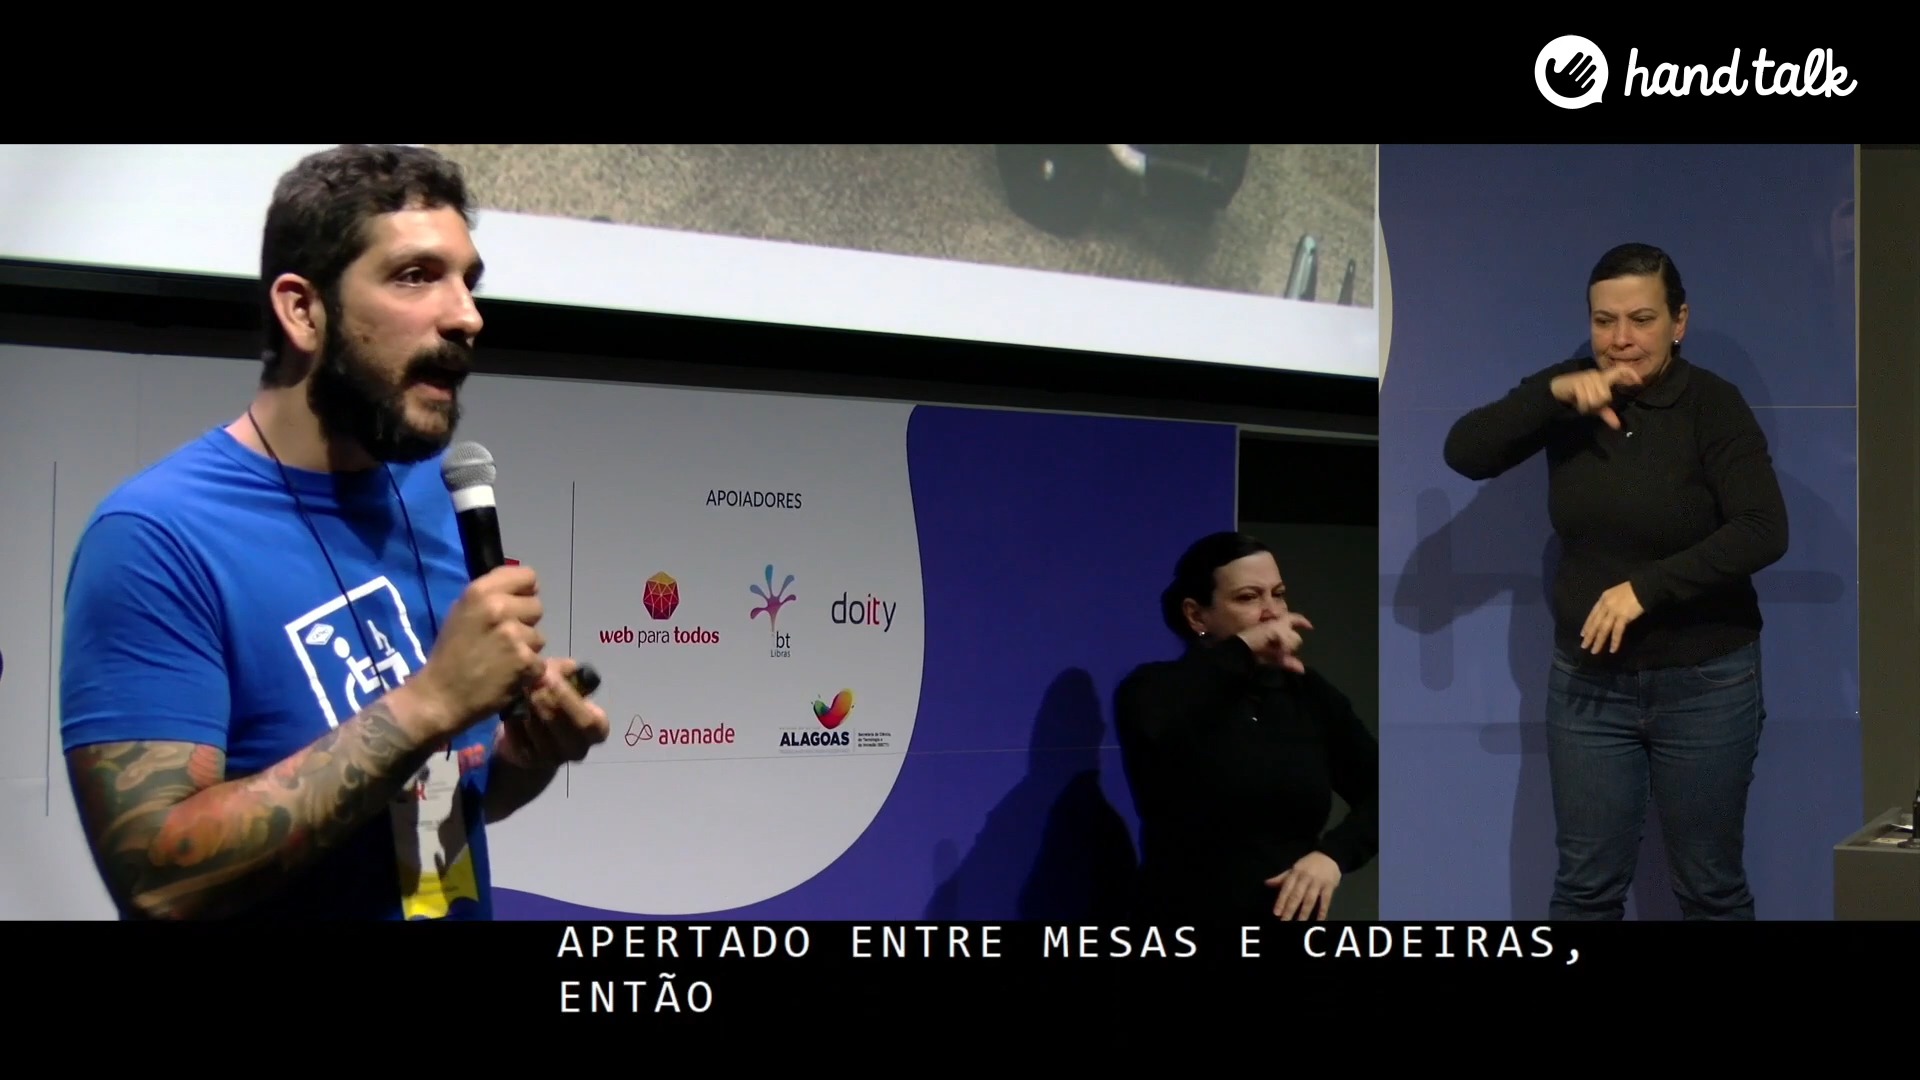 hand talk
APOIADORES
web para todos
bt
Libras
doity
avanade
ALAGOAS
APERTADO ENTRE MESAS E CADEIRAS,
ENTÃO